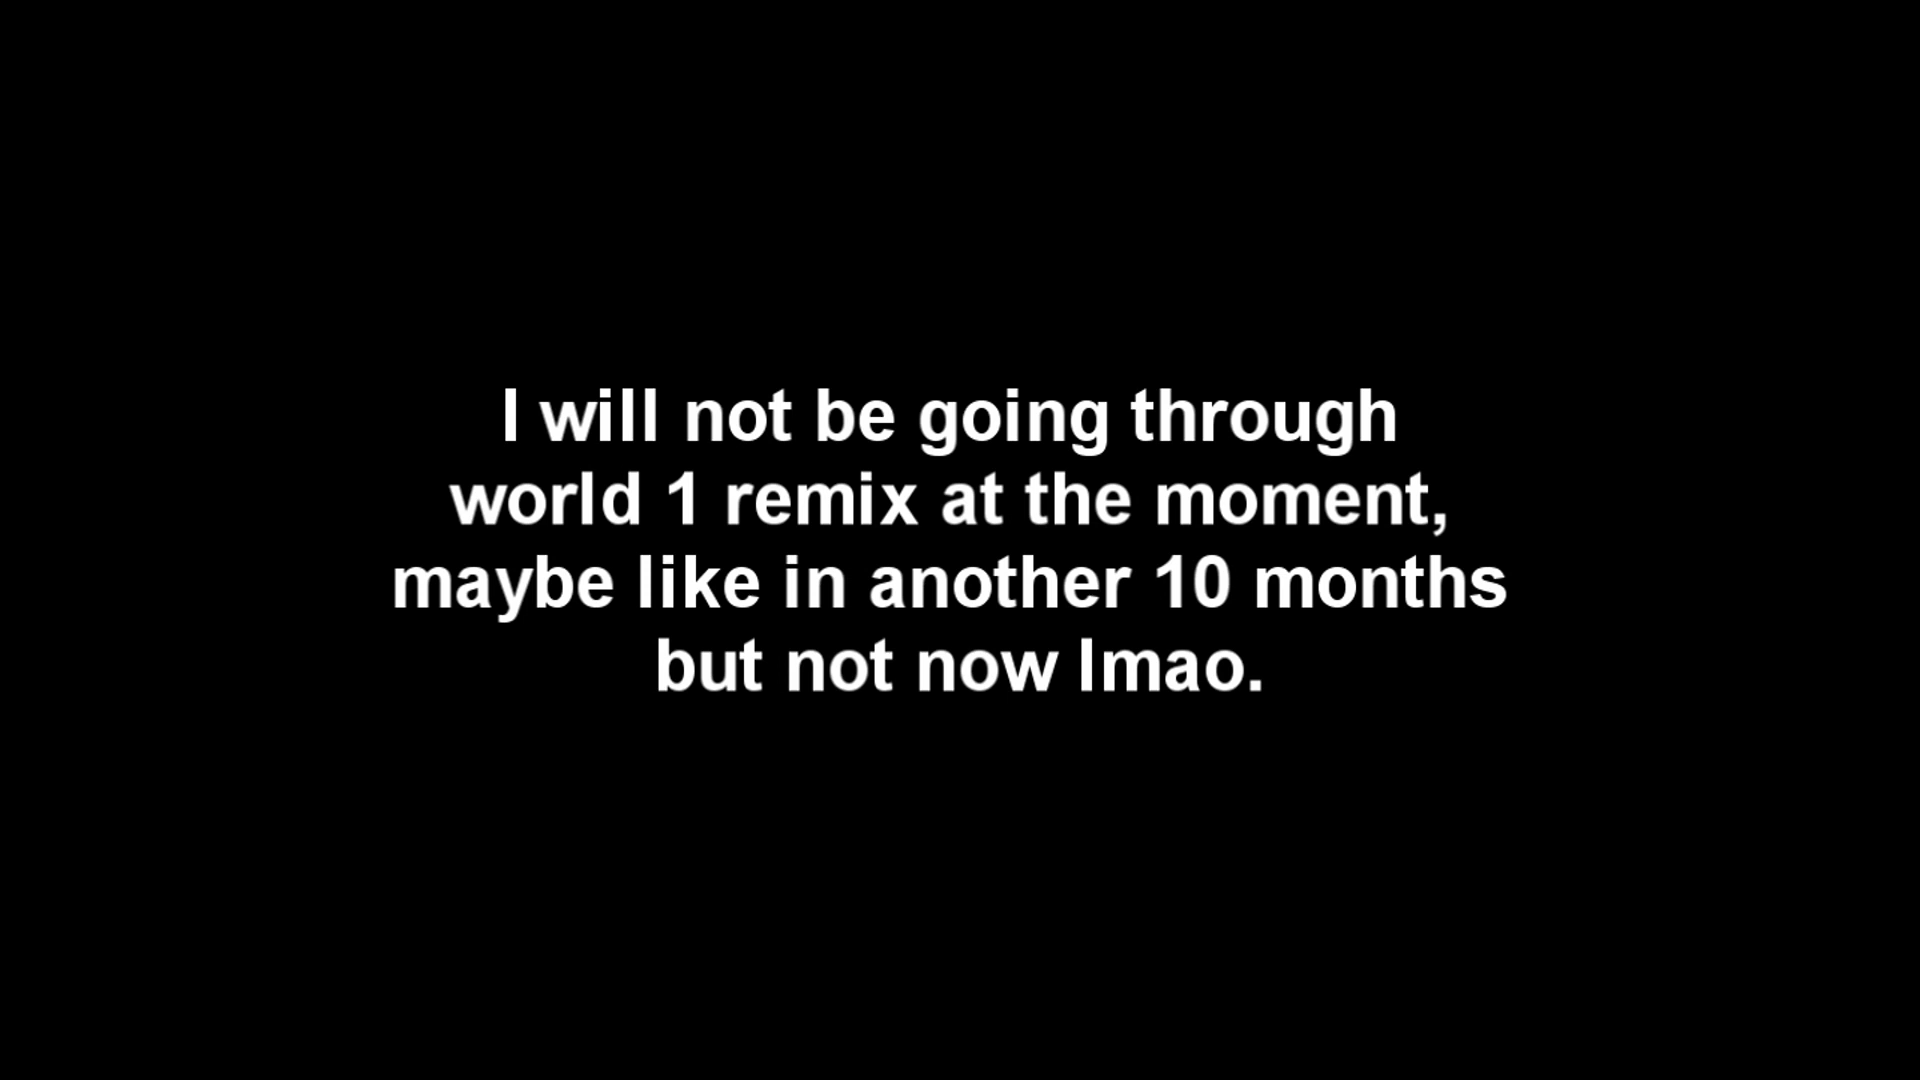 I will not be going through
world 1 remix at the moment,
maybe like in another 10 months
but not now lmao.